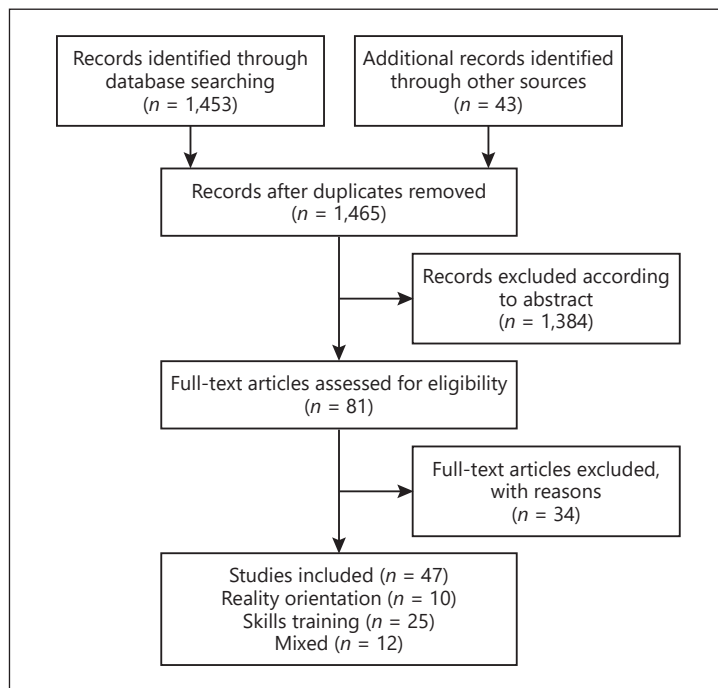 Records identified through
database searching
(n = 1,453)
Additional records identified
through other sources
(n = 43)
Records after duplicates removed
(n = 1,465)
Records excluded according
to abstract
(n = 1,384)
Full-text articles assessed for eligibility
(n = 81)
Full-text articles excluded,
with reasons
(n = 34)
Studies included (n = 47)
Reality orientation (n = 10)
Skills training (n = 25)
Mixed (n = 12)